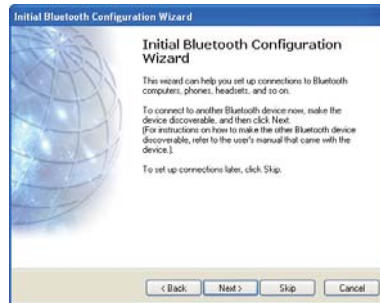 Initial Bluetooth Configuration Wizard
Initial Bluetooth Configuration
Wizard
This wizard can help you set up connections to Bluetooth
computers, phones, headsets, and so on.
To connect to another Bluetooth device now, make the
device discoverable, and then click Next.
(For instructions on how to make the other Bluetooth device
discoverable, refer to the user's manual that came with the
device.)
To set up connections later, click Skip.
< Back Next > Skip Cancel